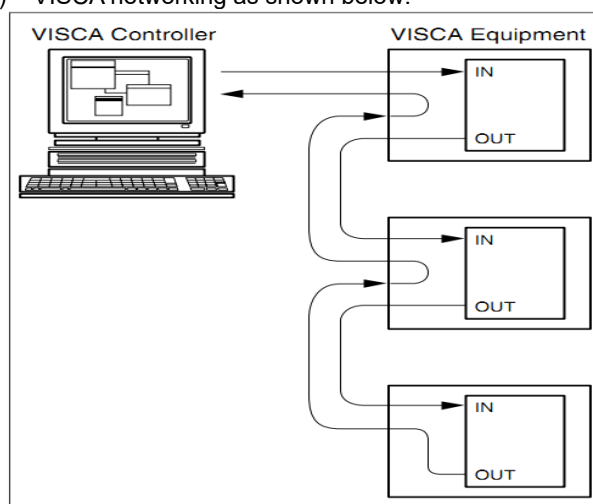 ) VISCA networking as shown below:
VISCA Controller
VISCA Equipment
IN
OUT
IN
OUT
IN
OUT